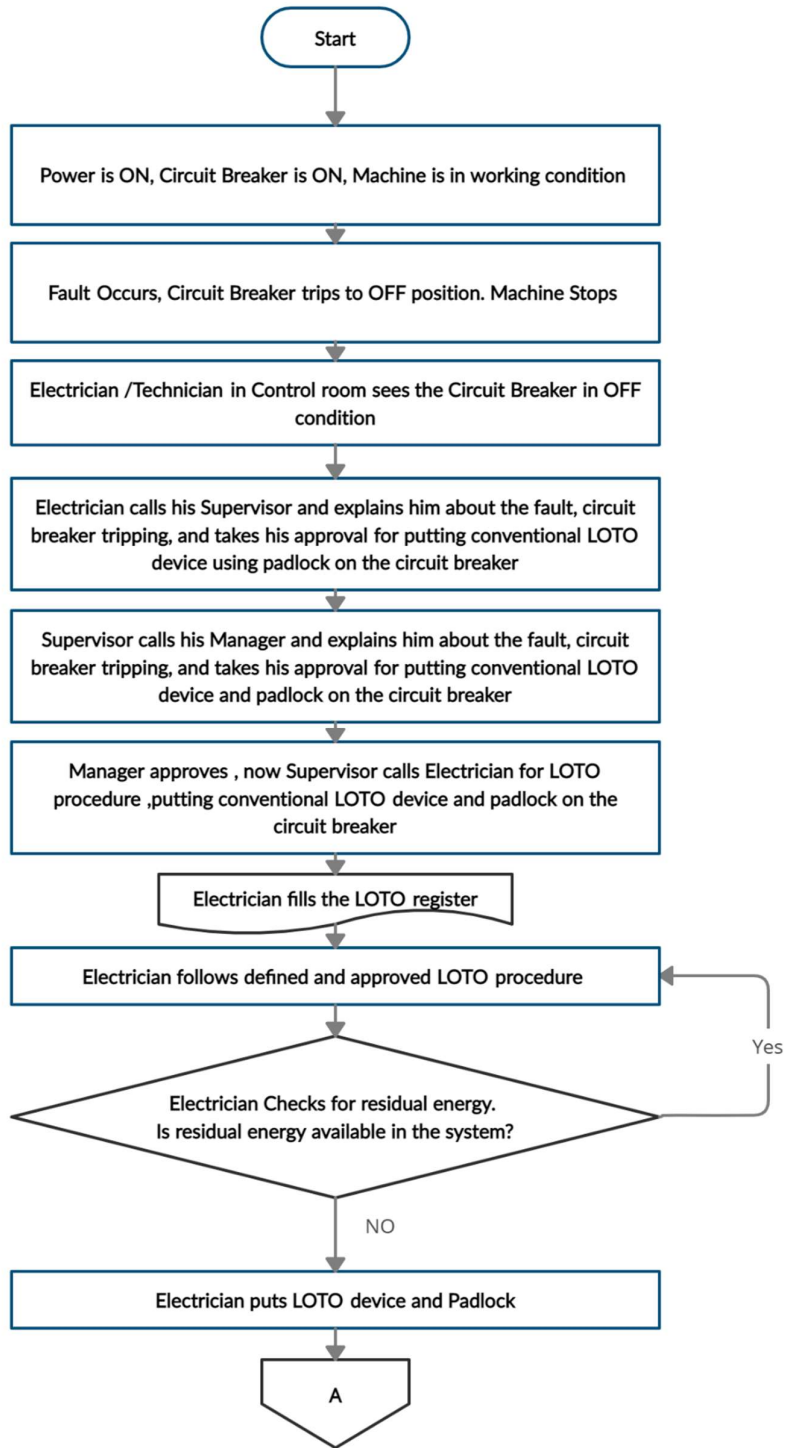 Start
Power is ON, Circuit Breaker is ON, Machine is in working condition
Fault Occurs, Circuit Breaker trips to OFF position. Machine Stops
Electrician /Technician in Control room sees the Circuit Breaker in OFF
condition
Electrician calls his Supervisor and explains him about the fault, circuit
breaker tripping, and takes his approval for putting conventional LOTO
device using padlock on the circuit breaker
Supervisor calls his Manager and explains him about the fault, circuit
breaker tripping, and takes his approval for putting conventional LOTO
device and padlock on the circuit breaker
Manager approves , now Supervisor calls Electrician for LOTO
procedure ,putting conventional LOTO device and padlock on the
circuit breaker
Electrician fills the LOTO register
Electrician follows defined and approved LOTO procedure
Yes
Electrician Checks for residual energy.
Is residual energy available in the system?
NO
Electrician puts LOTO device and Padlock
A